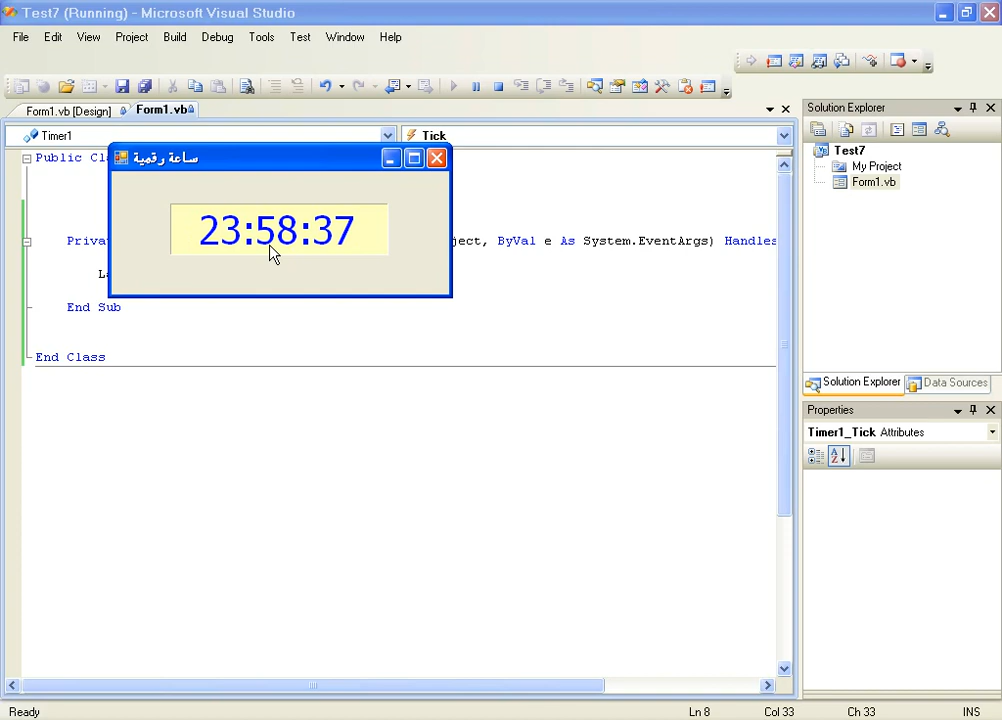 Test7 (Running) - Microsoft Visual Studio
File Edit View Project Build Debug Tools Test Window Help
Form1.vb [Design] Form1.vb
Timer1 Tick
Public Cl
ساعة رقمية
23:58:37
Priva ject, ByVal e As System.EventArgs) Handles
La
End Sub
End Class
Solution Explorer
Test7
My Project
Form1.vb
Solution Explorer Data Sources
Properties
Timer1_Tick Attributes
Ready Ln 8 Col 33 Ch 33 INS